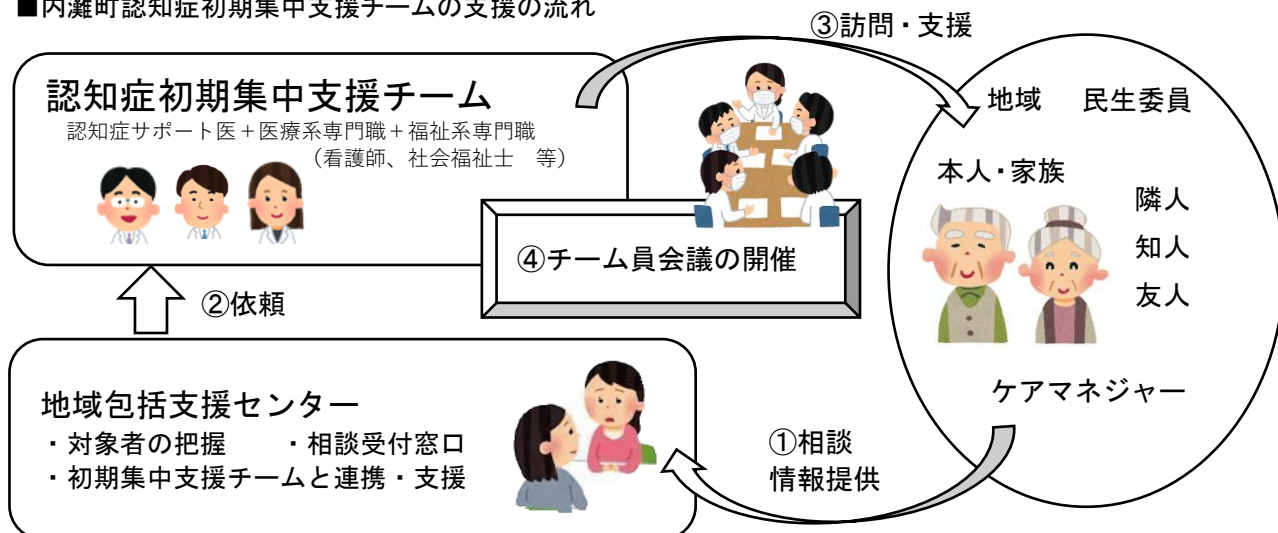 ■内灘町認知症初期集中支援チームの支援の流れ
③訪問・支援
認知症初期集中支援チーム
認知症サポート医＋医療系専門職＋福祉系専門職
（看護師、社会福祉士　等）
地域　民生委員
本人・家族
隣人
知人
友人
④チーム員会議の開催
②依頼
ケアマネジャー
地域包括支援センター
・対象者の把握　　・相談受付窓口
・初期集中支援チームと連携・支援
①相談
情報提供